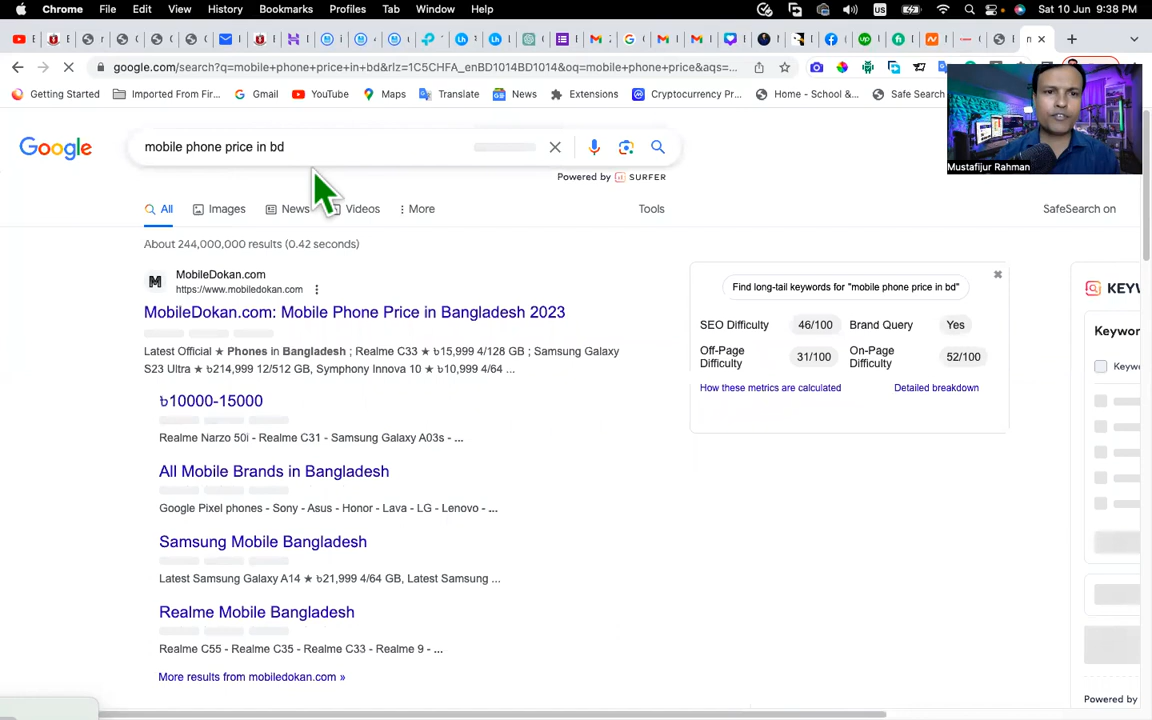 Chrome File Edit View History Bookmarks Profiles Tab Window Help
US
Sat 10 Jun 9:38 PM
google.com/search?q=mobile+phone+price+in+bd&rlz=1C5CHFA_enBD1014BD1014&oq=mobile+phone+price&aqs=...
Getting Started Imported From Fir... Gmail YouTube Maps Translate News Extensions Cryptocurrency Pr... Home - School &... Safe Search
Mustafijur Rahman
Google
mobile phone price in bd
Powered by SURFER
All Images News Videos More Tools SafeSearch on
About 244,000,000 results (0.42 seconds)
MobileDokan.com
https://www.mobiledokan.com
MobileDokan.com: Mobile Phone Price in Bangladesh 2023
Latest Official ★ Phones in Bangladesh ; Realme C33 ★ ৳15,999 4/128 GB ; Samsung Galaxy
S23 Ultra ★ ৳214,999 12/512 GB, Symphony Innova 10 ★ ৳10,999 4/64 ...
৳10000-15000
Realme Narzo 50i - Realme C31 - Samsung Galaxy A03s - ...
All Mobile Brands in Bangladesh
Google Pixel phones - Sony - Asus - Honor - Lava - LG - Lenovo - ...
Samsung Mobile Bangladesh
Latest Samsung Galaxy A14 ★ ৳21,999 4/64 GB, Latest Samsung ...
Realme Mobile Bangladesh
Realme C55 - Realme C35 - Realme C33 - Realme 9 - ...
More results from mobiledokan.com »
Find long-tail keywords for "mobile phone price in bd"
SEO Difficulty 46/100 Brand Query Yes
Off-Page Difficulty 31/100 On-Page Difficulty 52/100
How these metrics are calculated Detailed breakdown
KEYW
Keywor
Keyw
Powered by